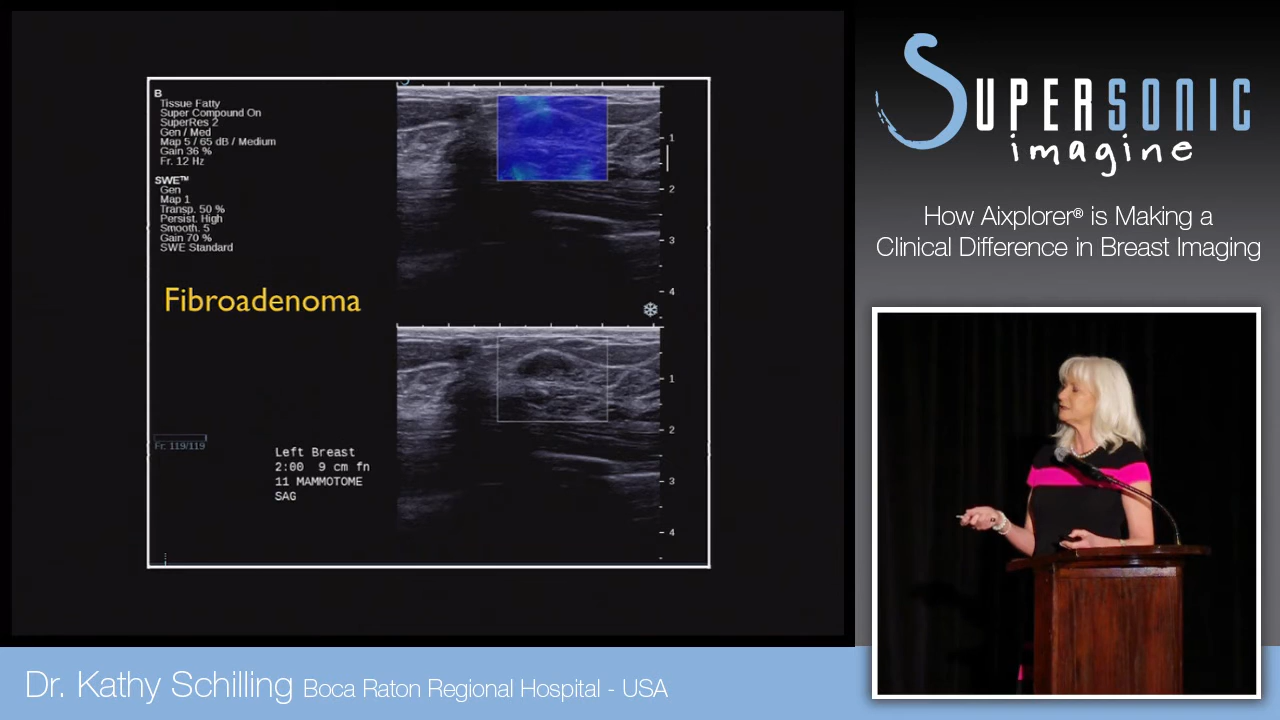 B
Tissue Fatty
Super Compound On
SuperRes 2
Gen / Med
Map 5 / 65 dB / Medium
Gain 36 %
Fr. 12 Hz
SWE™
Gen
Map 1
Transp. 50 %
Persist. High
Smooth. 5
Gain 70 %
SWE Standard
1
2
3
4
Fibroadenoma
1
2
3
4
Fr. 119/119
Left Breast
2:00 9 cm fn
11 MAMMOTOME
SAG
SUPERSONIC
imagine
How Aixplorer® is Making a
Clinical Difference in Breast Imaging
Dr. Kathy Schilling Boca Raton Regional Hospital - USA